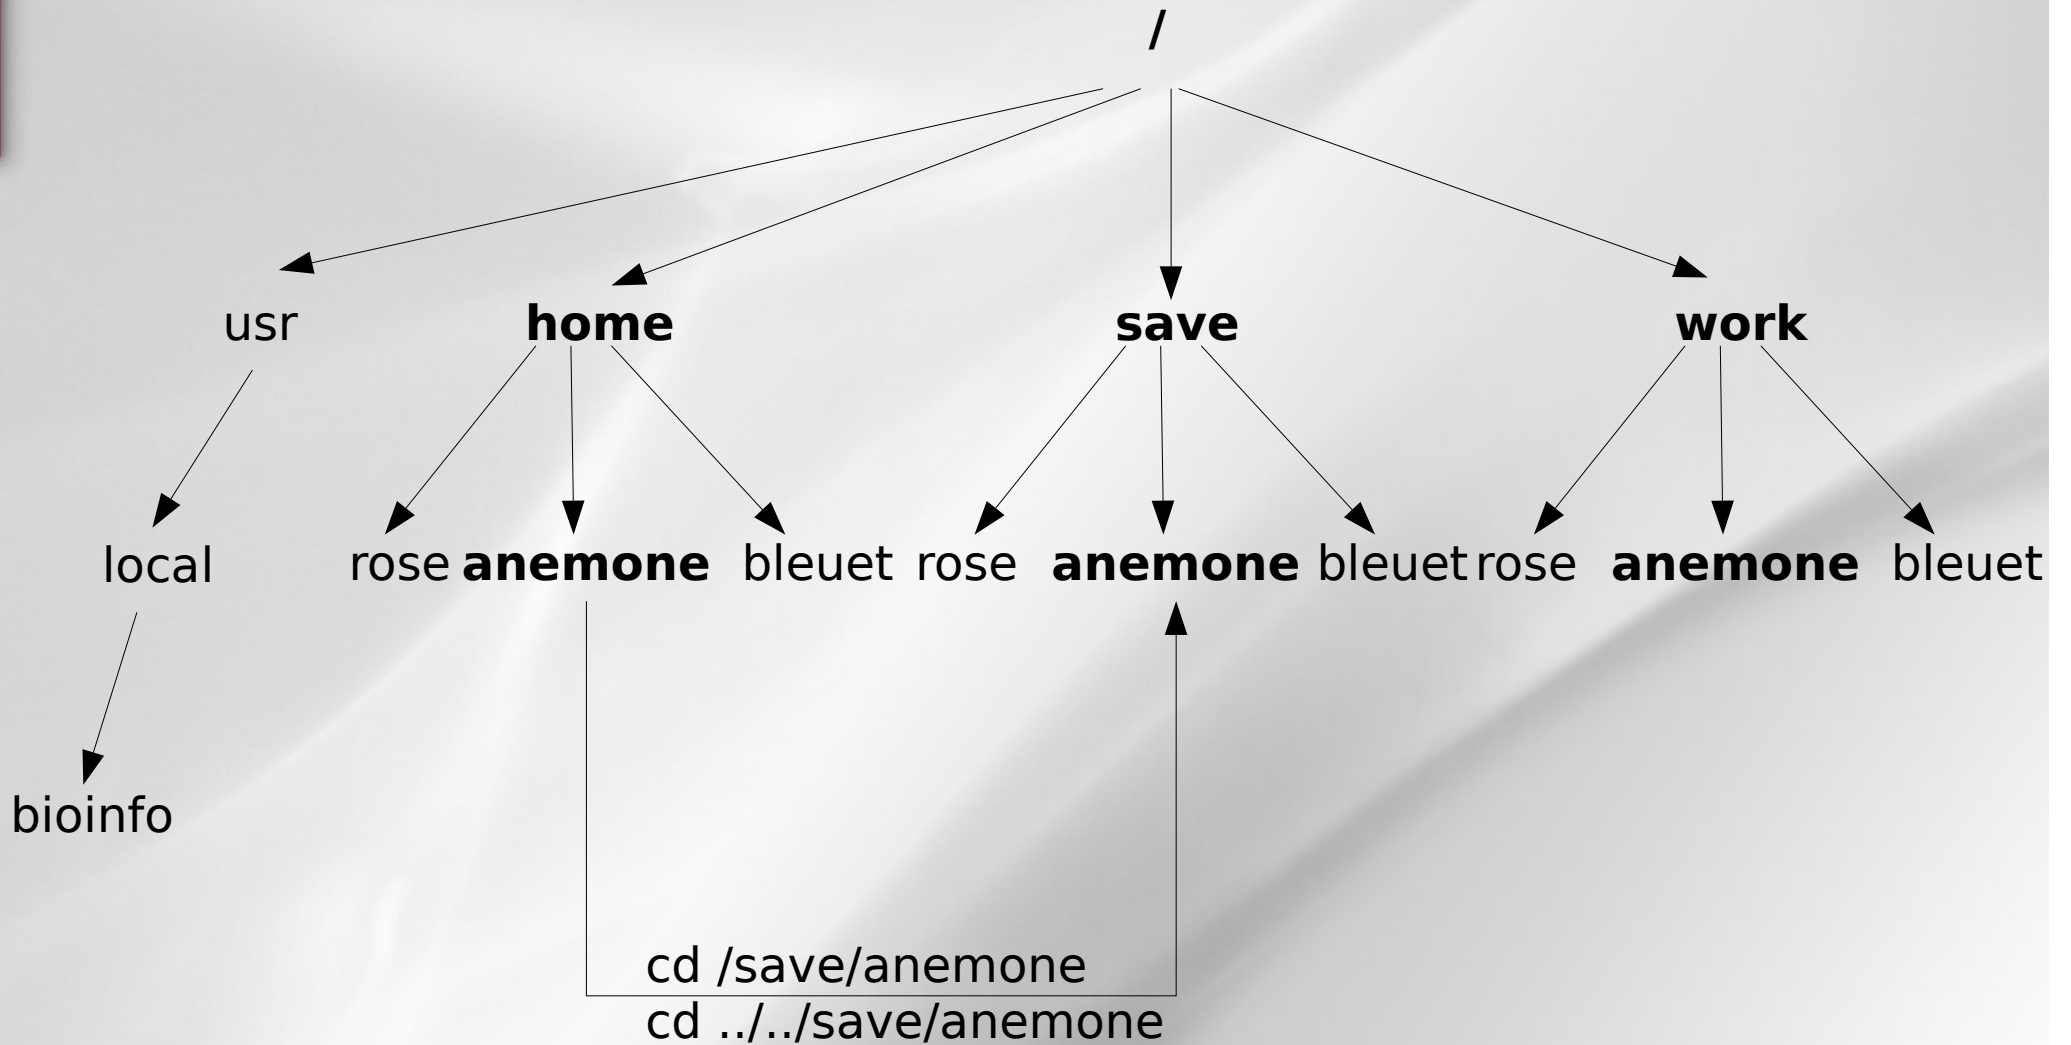 /
usr home save work
local rose anemone bleuet rose anemone bleuet rose anemone bleuet
bioinfo
cd /save/anemone
cd ../../save/anemone